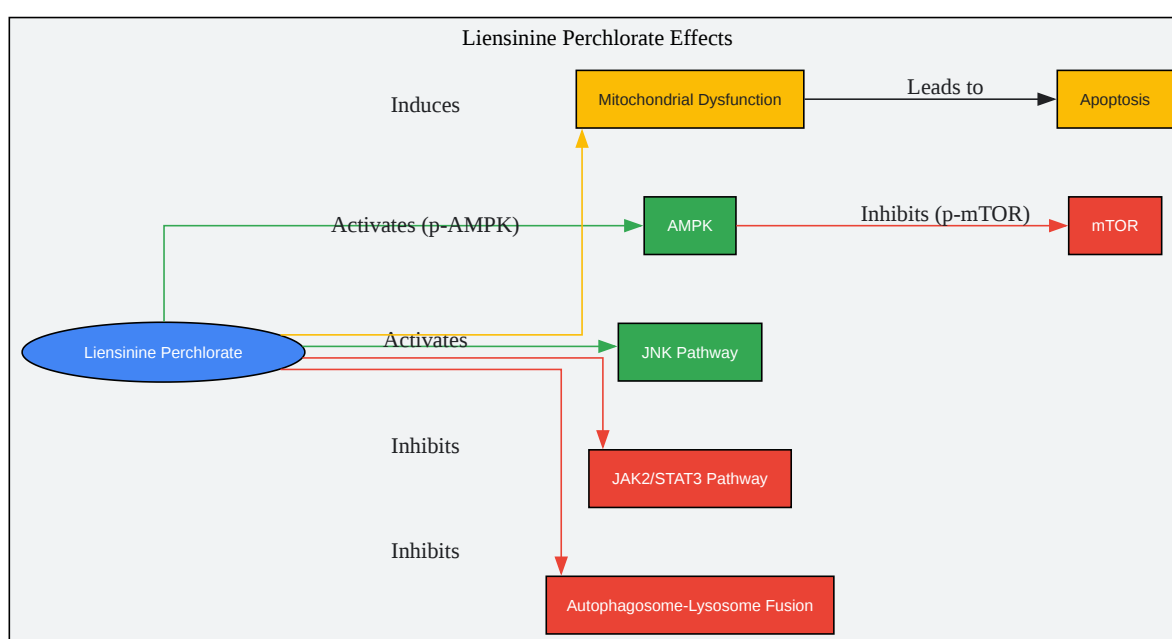 Liensinine Perchlorate Effects
Induces
Mitochondrial Dysfunction
Leads to
Apoptosis
Activates (p-AMPK)
AMPK
Inhibits (p-mTOR)
mTOR
Liensinine Perchlorate
Activates
JNK Pathway
Inhibits
JAK2/STAT3 Pathway
Inhibits
Autophagosome-Lysosome Fusion